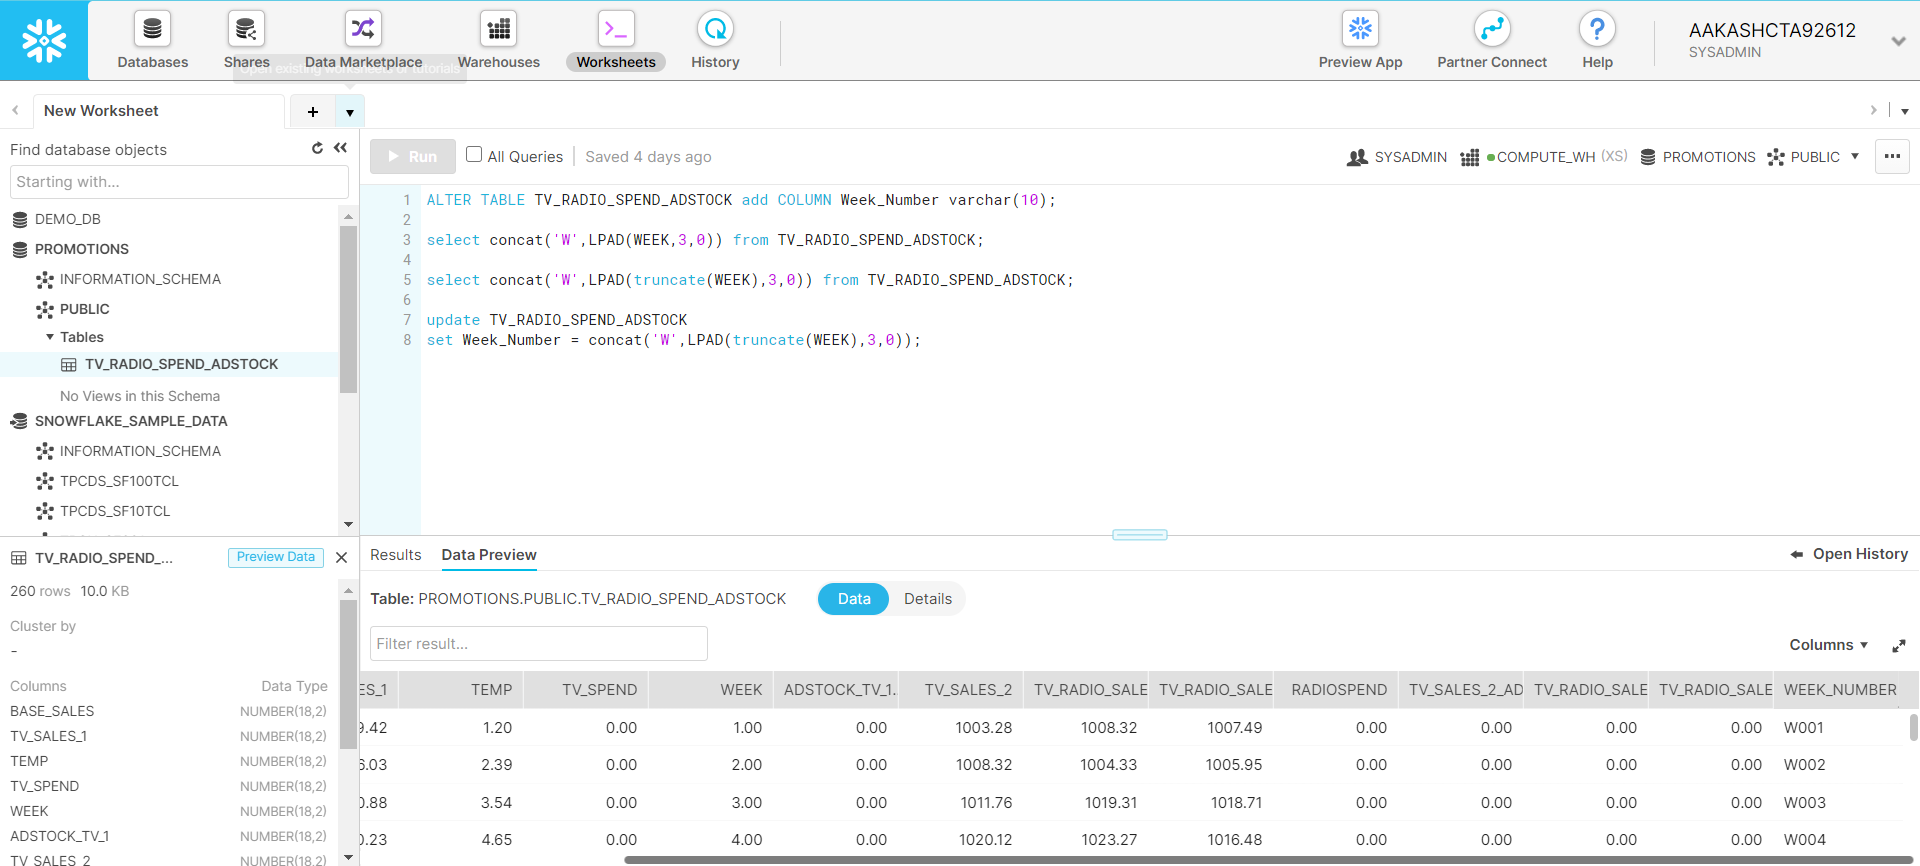 Databases
Shares
Data Marketplace
Warehouses
Worksheets
History
Preview App
Partner Connect
Help
AAKASHCTA92612
SYSADMIN
Open existing worksheets or tutorials
New Worksheet
+
Find database objects
Starting with...
DEMO_DB
PROMOTIONS
INFORMATION_SCHEMA
PUBLIC
Tables
TV_RADIO_SPEND_ADSTOCK
No Views in this Schema
SNOWFLAKE_SAMPLE_DATA
INFORMATION_SCHEMA
TPCDS_SF100TCL
TPCDS_SF10TCL
Run All Queries Saved 4 days ago
SYSADMIN COMPUTE_WH (XS) PROMOTIONS PUBLIC
1 ALTER TABLE TV_RADIO_SPEND_ADSTOCK add COLUMN Week_Number varchar(10);
2
3 select concat('W',LPAD(WEEK,3,0)) from TV_RADIO_SPEND_ADSTOCK;
4
5 select concat('W',LPAD(truncate(WEEK),3,0)) from TV_RADIO_SPEND_ADSTOCK;
6
7 update TV_RADIO_SPEND_ADSTOCK
8 set Week_Number = concat('W',LPAD(truncate(WEEK),3,0));
TV_RADIO_SPEND_... Preview Data
260 rows 10.0 KB
Cluster by
-
Columns Data Type
BASE_SALES NUMBER(18,2)
TV_SALES_1 NUMBER(18,2)
TEMP NUMBER(18,2)
TV_SPEND NUMBER(18,2)
WEEK NUMBER(18,2)
ADSTOCK_TV_1 NUMBER(18,2)
TV_SALES_2 NUMBER(18,2)
Results Data Preview
Open History
Table: PROMOTIONS.PUBLIC.TV_RADIO_SPEND_ADSTOCK Data Details
Filter result...
Columns
ES_1 TEMP TV_SPEND WEEK ADSTOCK_TV_1. TV_SALES_2 TV_RADIO_SALE TV_RADIO_SALE RADIOSPEND TV_SALES_2_AD TV_RADIO_SALE TV_RADIO_SALE WEEK_NUMBER
9.42 1.20 0.00 1.00 0.00 1003.28 1008.32 1007.49 0.00 0.00 0.00 0.00 W001
.03 2.39 0.00 2.00 0.00 1008.32 1004.33 1005.95 0.00 0.00 0.00 0.00 W002
0.88 3.54 0.00 3.00 0.00 1011.76 1019.31 1018.71 0.00 0.00 0.00 0.00 W003
0.23 4.65 0.00 4.00 0.00 1020.12 1023.27 1016.48 0.00 0.00 0.00 0.00 W004